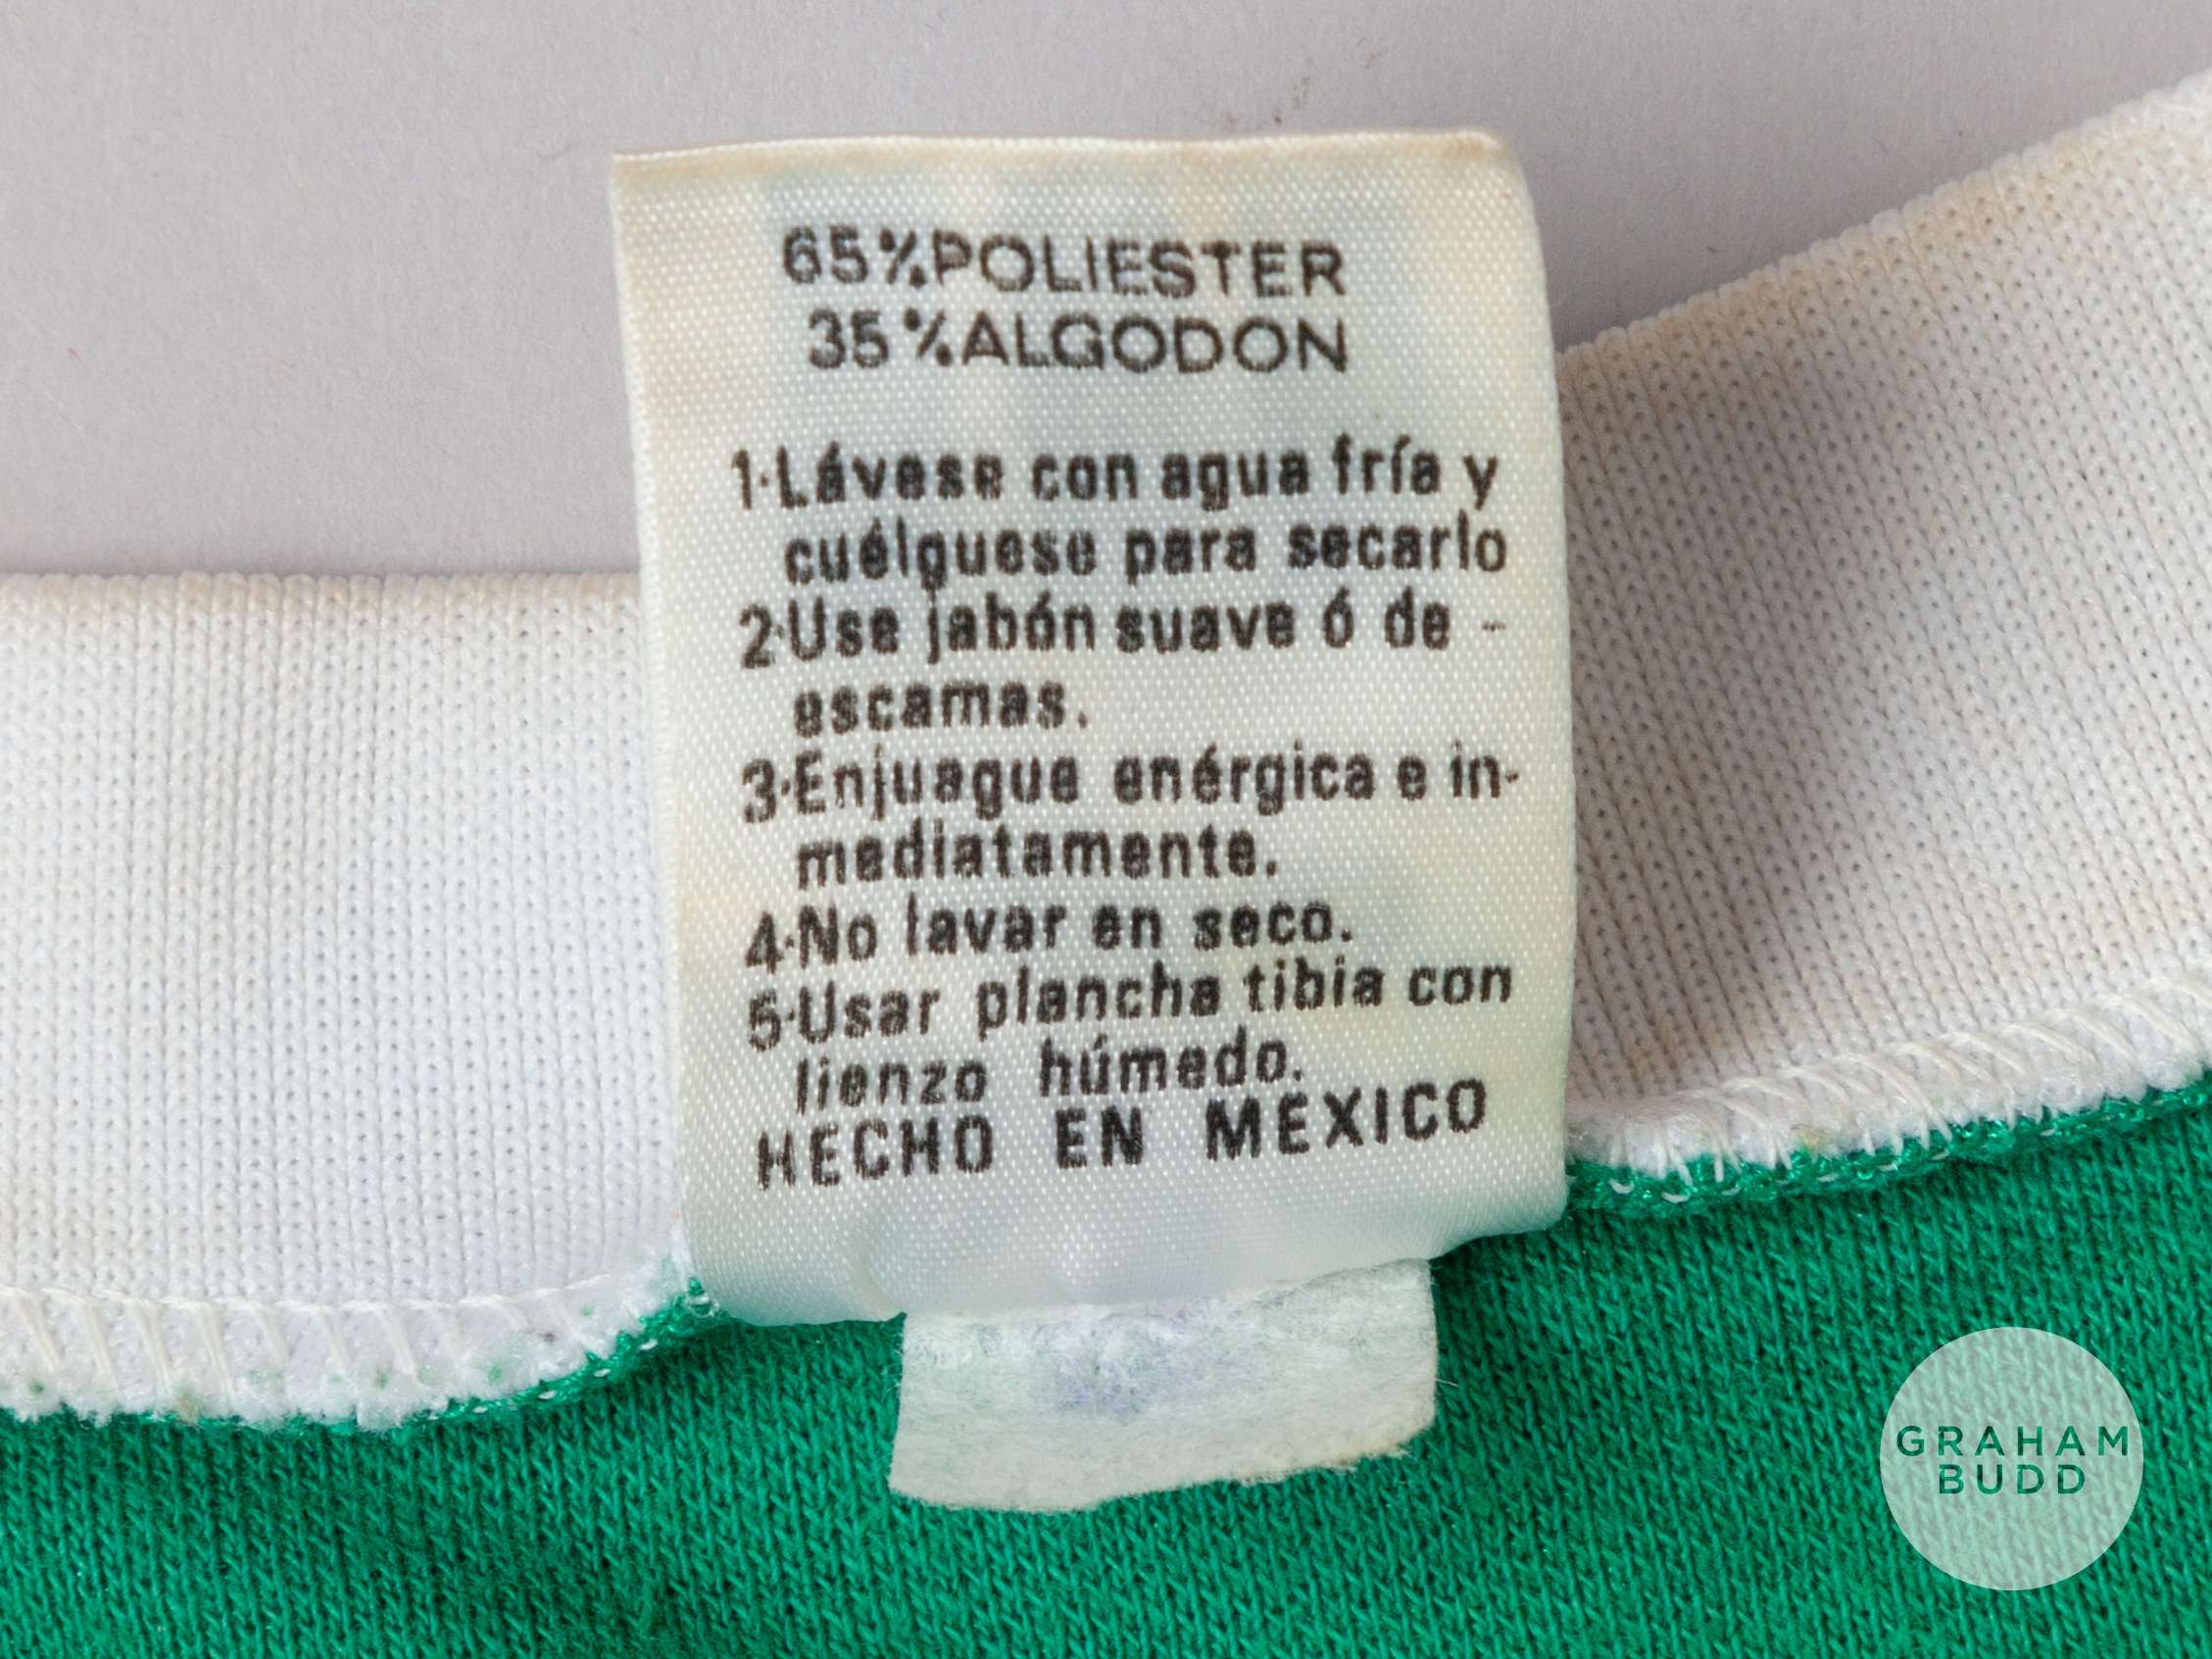 65%POLIESTER
35%ALGODON
1·Lávese con agua fría y
cuélguese para secarlo
2·Use jabón suave ó de -
escamas.
3·Enjuague enérgica e in-
mediatamente.
4·No lavar en seco.
5·Usar plancha tibia con
lienzo húmedo.
HECHO EN MEXICO
GRAHAM
BUDD